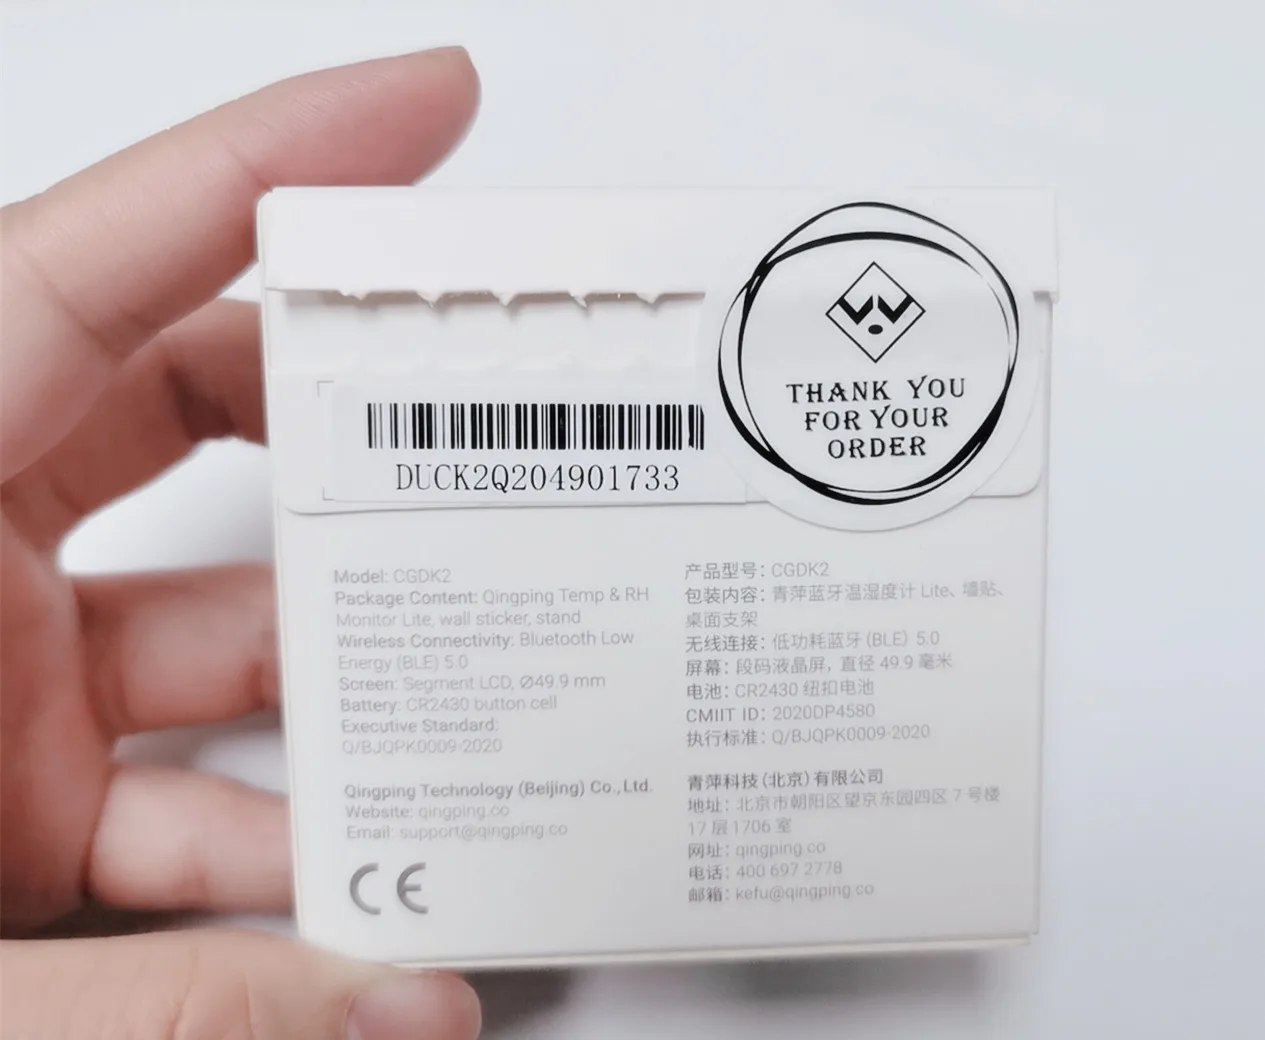 THANK YOU
FOR YOUR
ORDER
DUCK2Q204901733
Model: CGDK2
Package Content: Qingping Temp & RH
Monitor Lite, wall sticker, stand
Wireless Connectivity: Bluetooth Low
Energy (BLE) 5.0
Screen: Segment LCD, Ø49.9 mm
Battery: CR2430 button cell
Executive Standard:
Q/BJQPK0009-2020
Qingping Technology (Beijing) Co., Ltd.
Website: qingping.co
Email: support@qingping.co
CE
产品型号：CGDK2
包装内容：青萍蓝牙温湿度计 Lite、墙贴、
桌面支架
无线连接：低功耗蓝牙 (BLE) 5.0
屏幕：段码液晶屏，直径 49.9 毫米
电池：CR2430 纽扣电池
CMIIT ID：2020DP4580
执行标准：Q/BJQPK0009-2020
青萍科技（北京）有限公司
地址：北京市朝阳区望京东园四区 7 号楼
17 层 1706 室
网址：qingping.co
电话：400 697 2778
邮箱：kefu@qingping.co